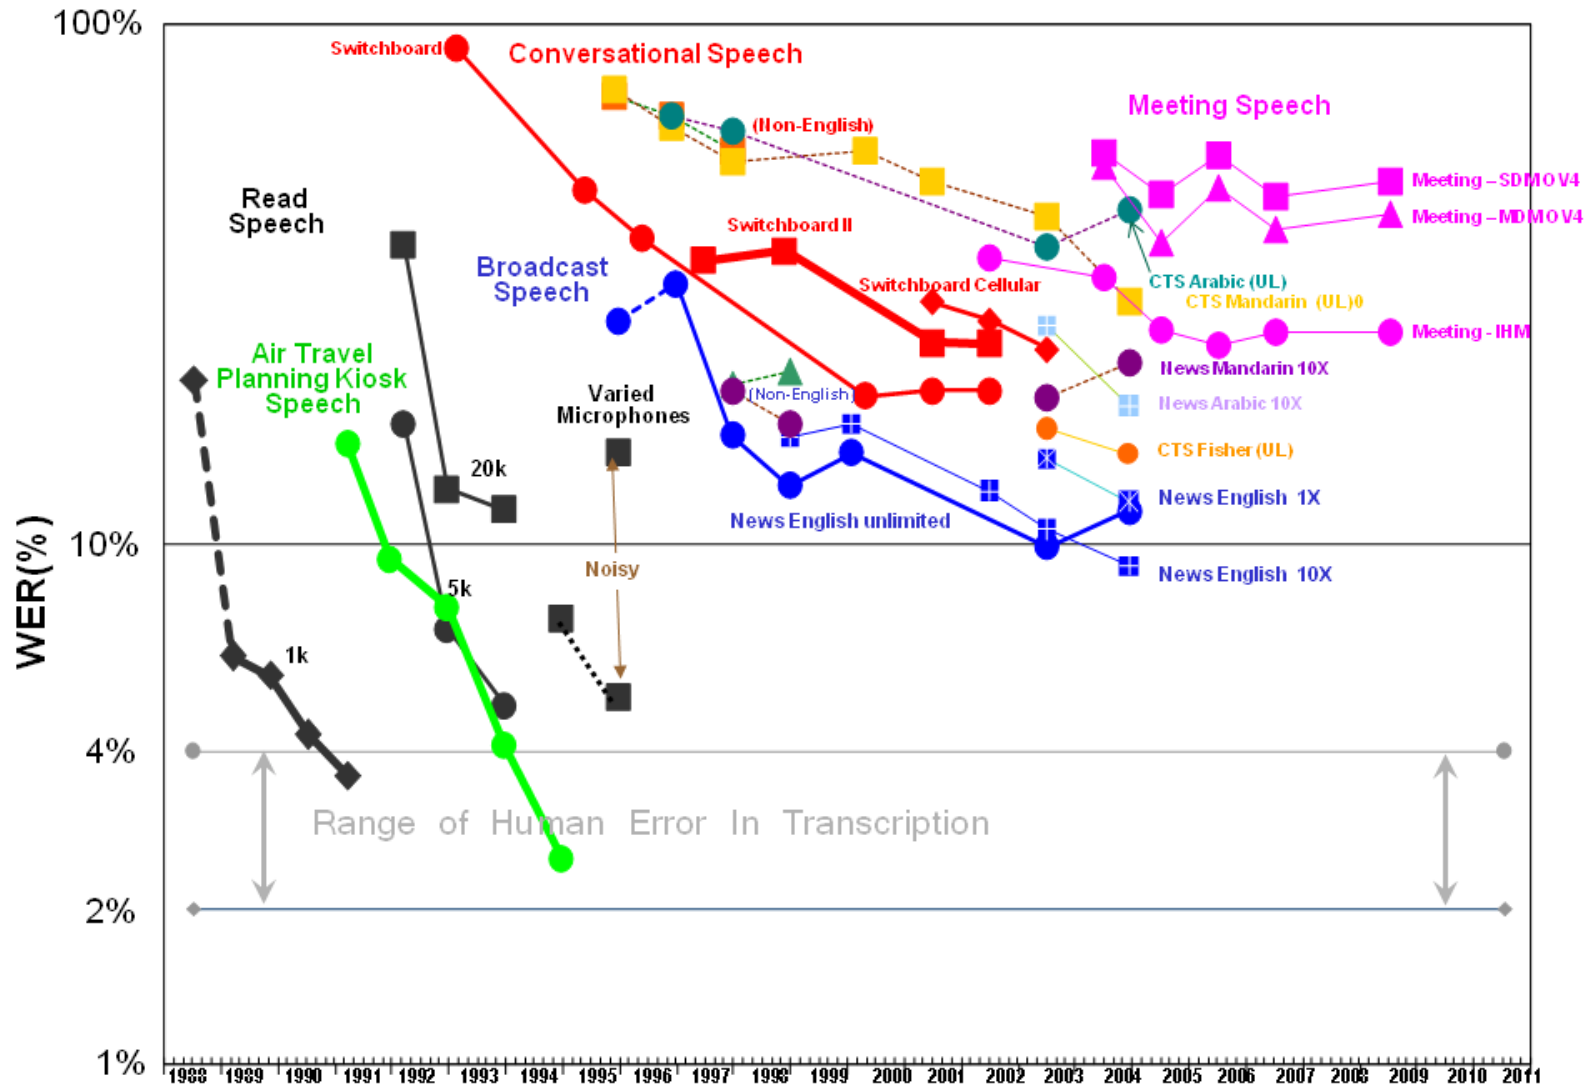 100%
Switchboard
Conversational Speech
Meeting Speech
(Non-English)
Meeting – SDM OV4
Read
Speech
Meeting – MDM OV4
Switchboard II
Broadcast
Speech
Switchboard Cellular
CTS Arabic (UL)
CTS Mandarin (UL)0
Meeting - IHM
Air Travel
Planning Kiosk
Speech
News Mandarin 10X
Varied
Microphones
(Non-English)
News Arabic 10X
CTS Fisher (UL)
20k
News English 1X
News English unlimited
WER(%)
10%
Noisy
News English 10X
5k
1k
4%
Range of Human Error In Transcription
2%
1%
1988 1989 1990 1991 1992 1993 1994 1995 1996 1997 1998 1999 2000 2001 2002 2003 2004 2005 2006 2007 2008 2009 2010 2011